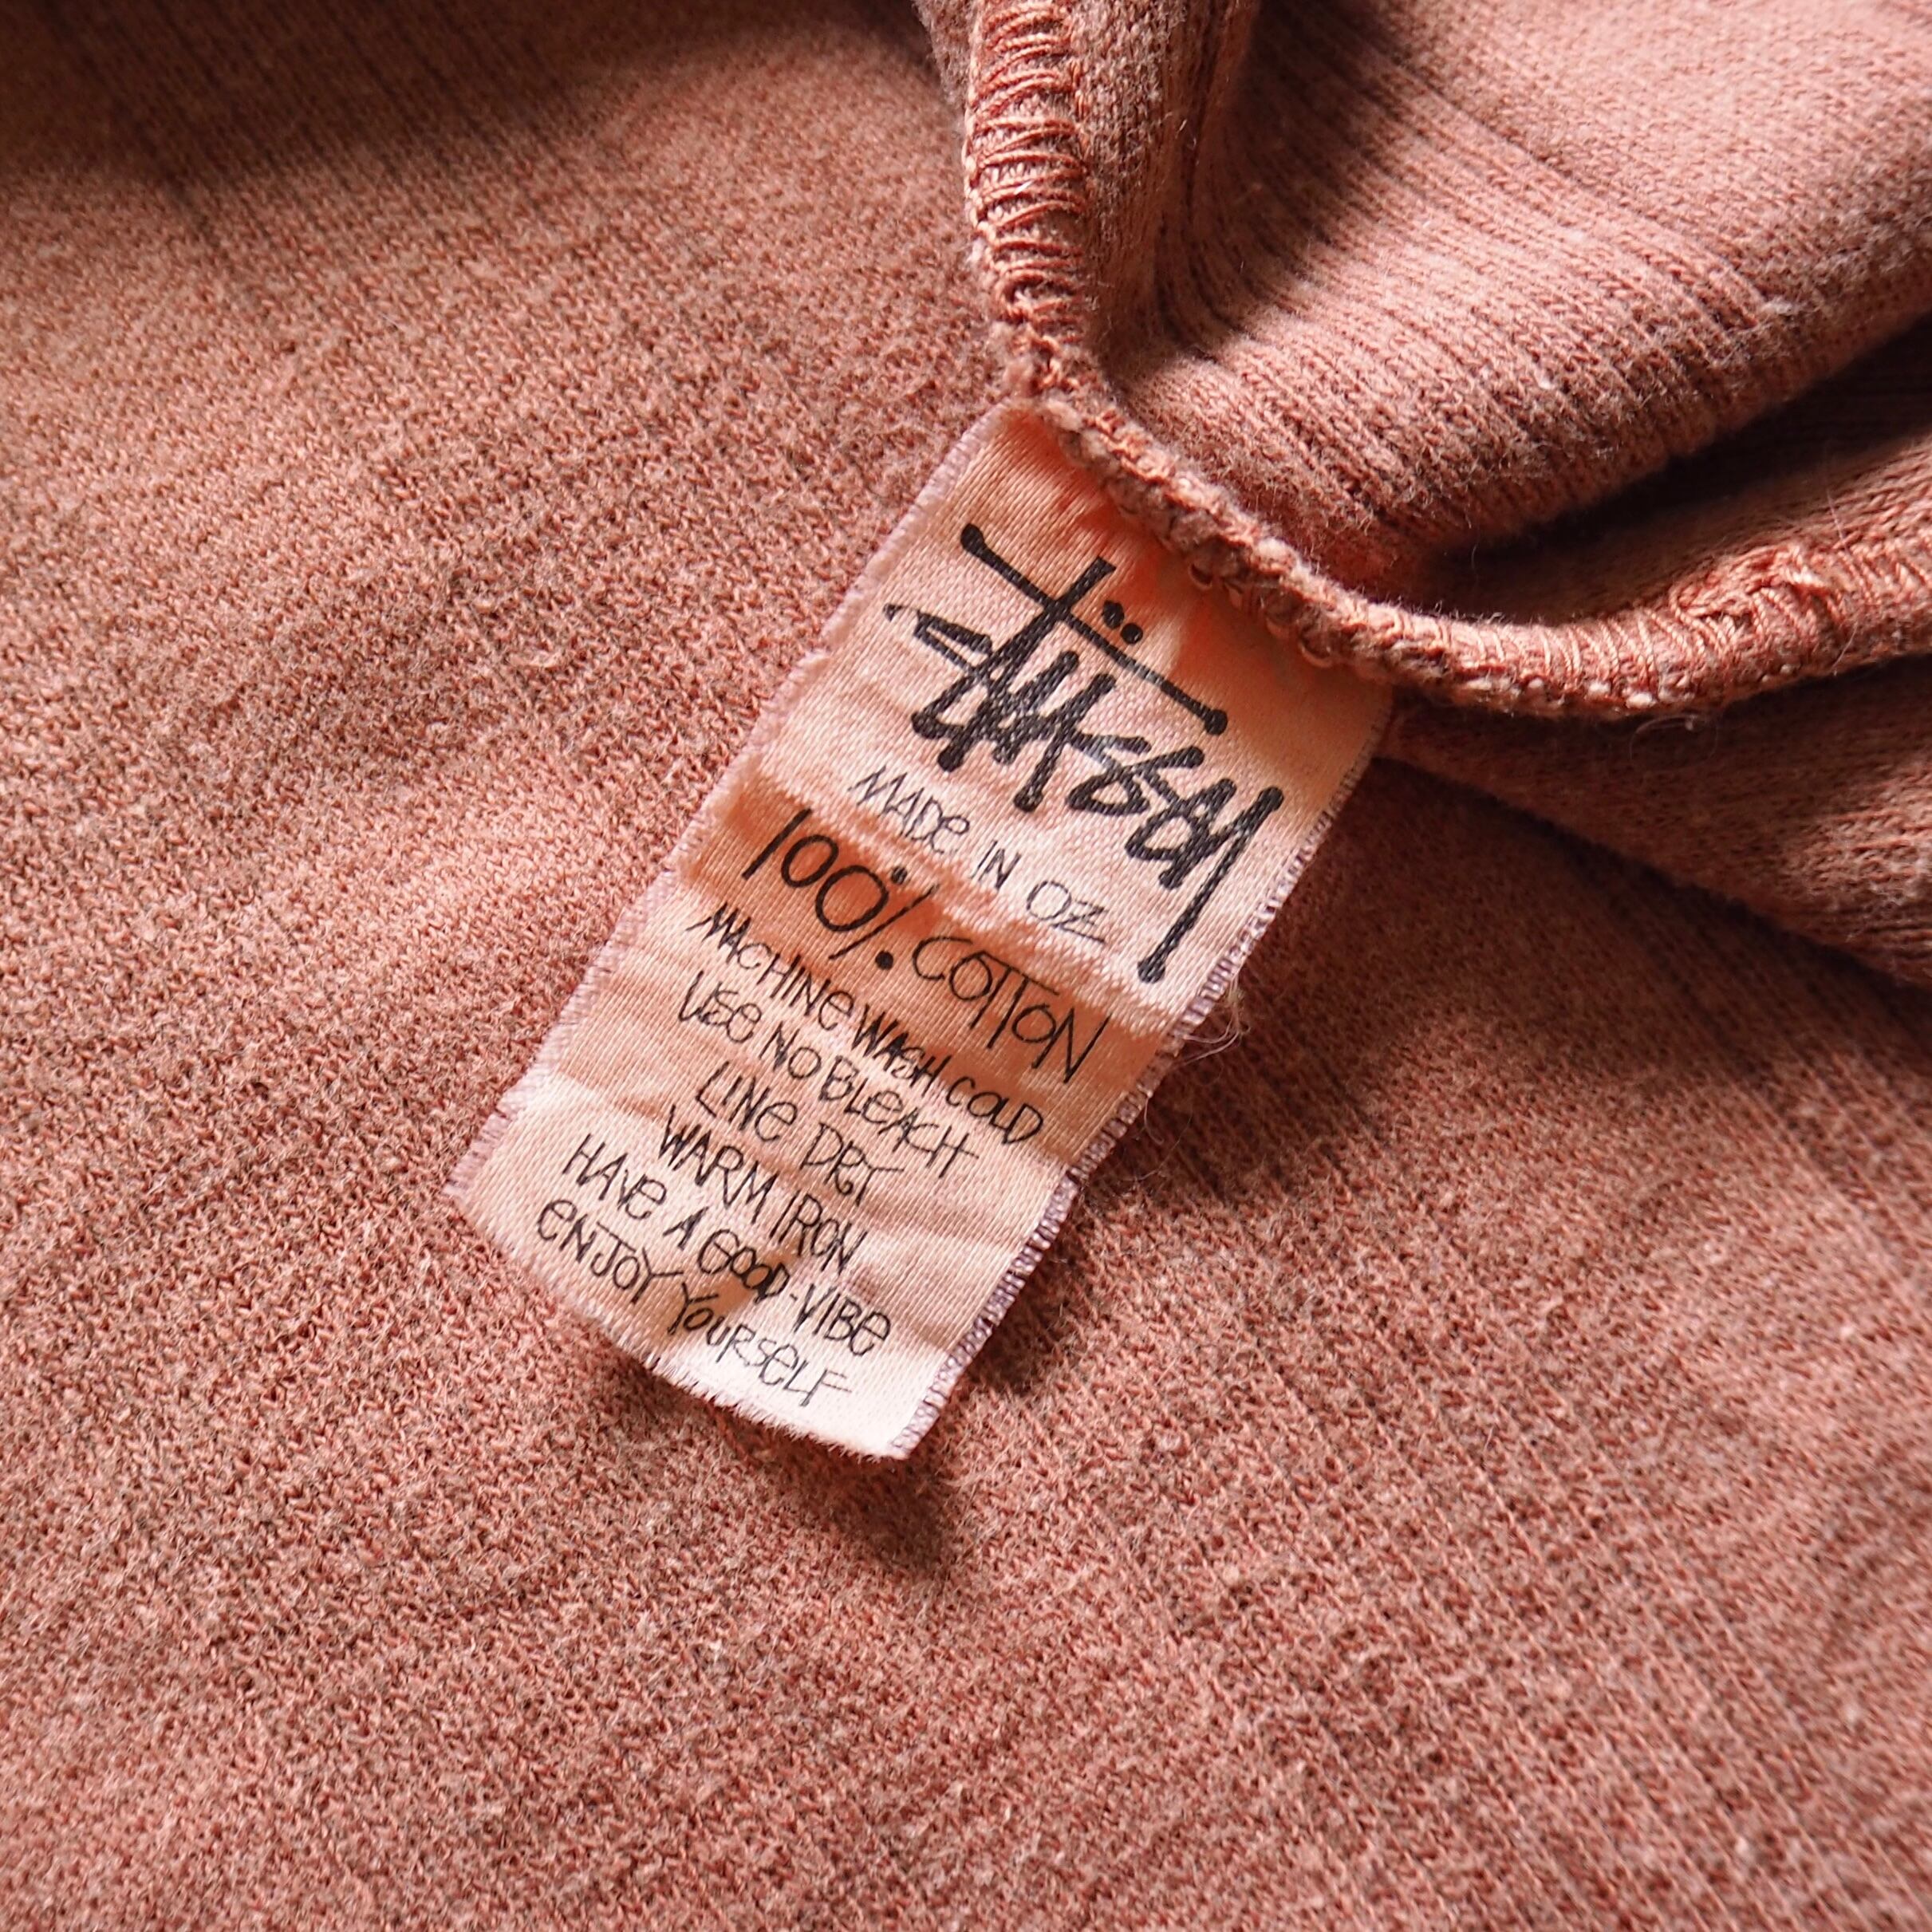 Stüssy
MADE IN OZ
100% COTTON
MACHINE WASH COLD
USE NO BLEACH
LINE DRY
WARM IRON
HAVE A GOOD-VIBE
ENJOY YOURSELF